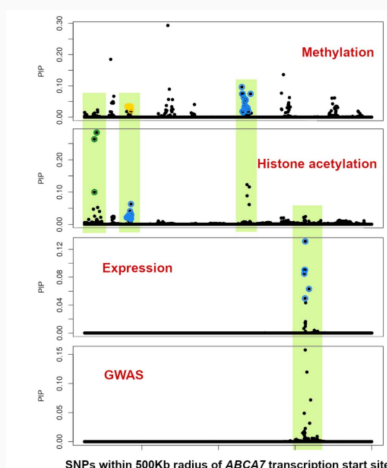 0.30
0.20
0.10
0.00
PIP
Methylation
0.20
0.10
0.00
PIP
Histone acetylation
0.12
0.08
0.04
0.00
PIP
Expression
0.15
0.10
0.05
0.00
PIP
GWAS
SNPs within 500Kb radius of ABCA7 transcription start site